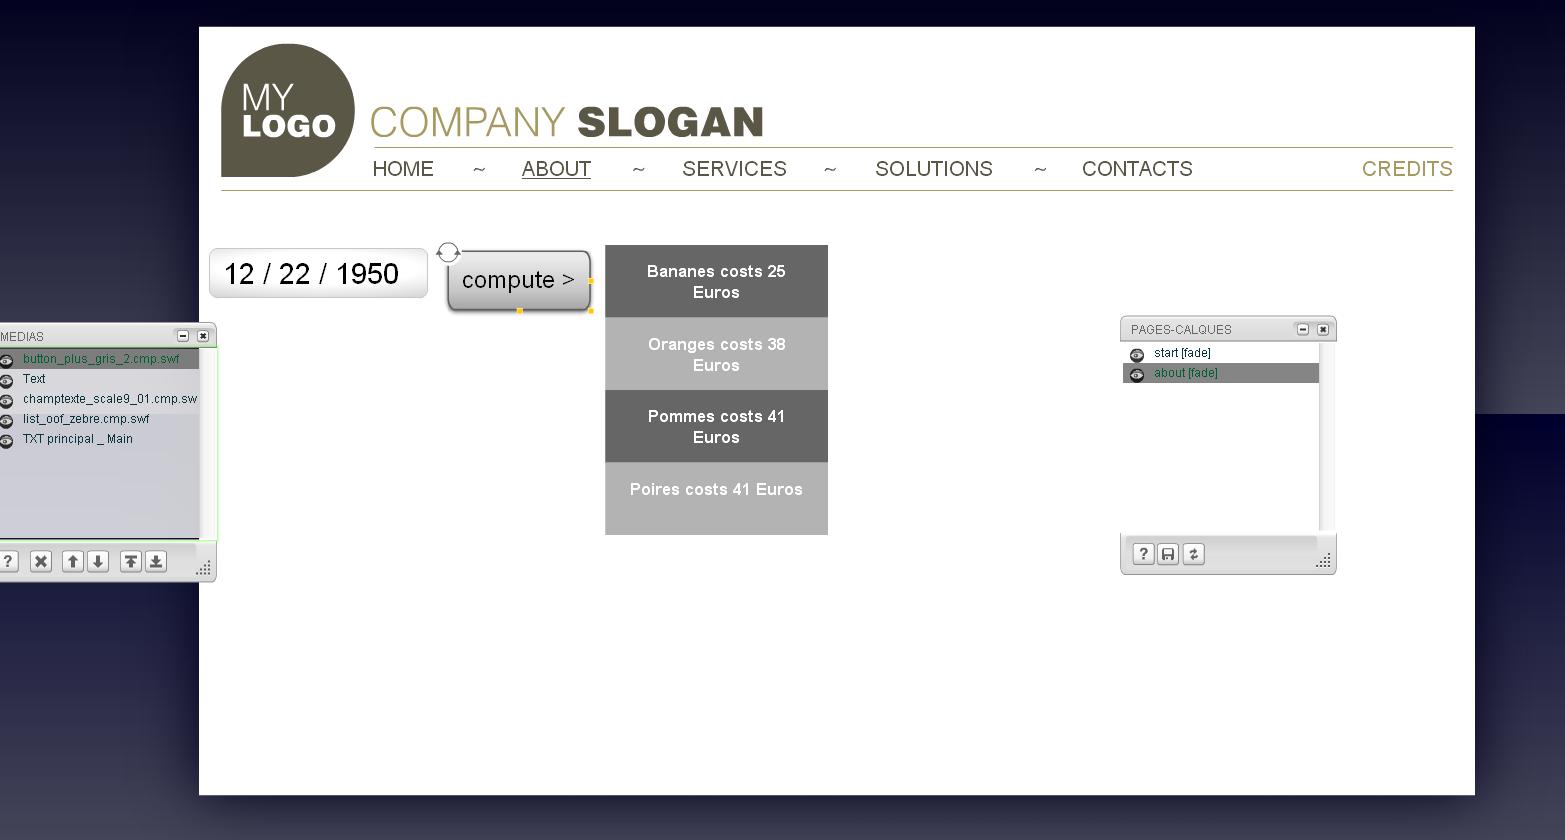 MY
LOGO
COMPANY SLOGAN
HOME ~ ABOUT ~ SERVICES ~ SOLUTIONS ~ CONTACTS CREDITS
12 / 22 / 1950
compute >
Bananes costs 25
Euros
Oranges costs 38
Euros
Pommes costs 41
Euros
Poires costs 41 Euros
MEDIAS
button_plus_gris_2.cmp.swf
Text
champtexte_scale9_01.cmp.sw
list_oof_zebre.cmp.swf
TXT principal _ Main
?
PAGES-CALQUES
start [fade]
about [fade]
?